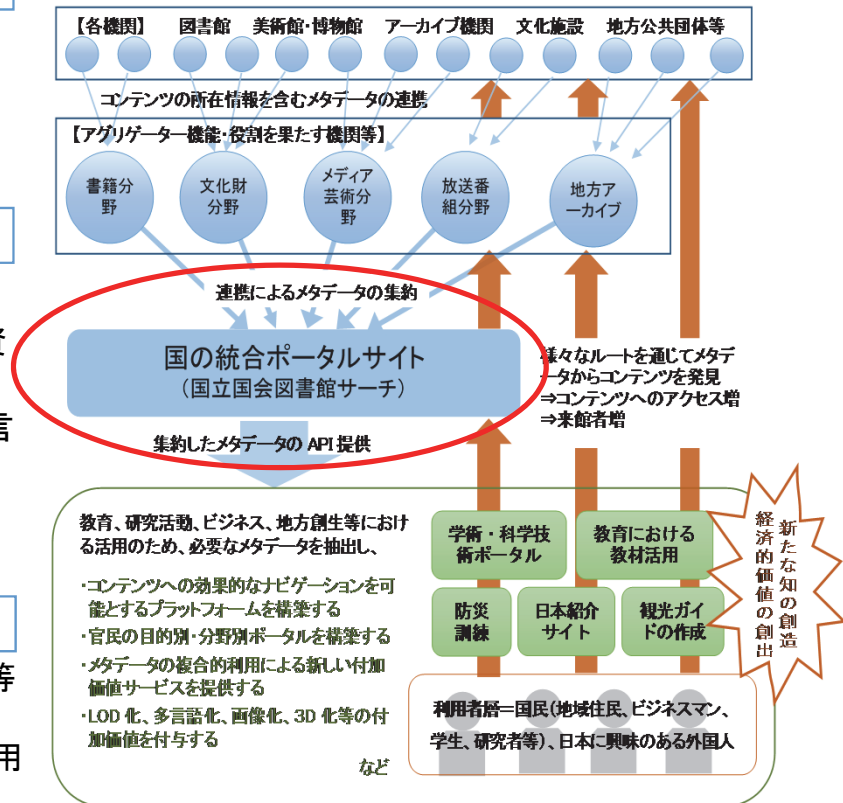 【各機関】 図書館 美術館・博物館 アーカイブ機関 文化施設 地方公共団体等
コンテンツの所在情報を含むメタデータの連携
【アグリゲーター機能・役割を果たす機関等】
書籍分
野
文化財
分野
メディア
芸術分
野
放送番
組分野
地方ア
ーカイブ
連携によるメタデータの集約
国の統合ポータルサイト
（国立国会図書館サーチ）
様々なルートを通じてメタデ
ータからコンテンツを発見
⇒コンテンツへのアクセス増
⇒来館者増
言
集約したメタデータの API 提供
教育、研究活動、ビジネス、地方創生等におけ
る活用のため、必要なメタデータを抽出し、
・コンテンツへの効果的なナビゲーションを可
能とするプラットフォームを構築する
・官民の目的別・分野別ポータルを構築する
・メタデータの複合的利用による新しい付加
価値サービスを提供する
・LOD 化、多言語化、画像化、3D 化等の付
加価値を付与する
など
学術・科学技
術ポータル
教育における
教材活用
防災
訓練
日本紹介
サイト
観光ガイ
ドの作成
新たな知の創造
経済的価値の創出
利用者層＝国民（地域住民、ビジネスマン、
学生、研究者等）、日本に興味のある外国人
等
用